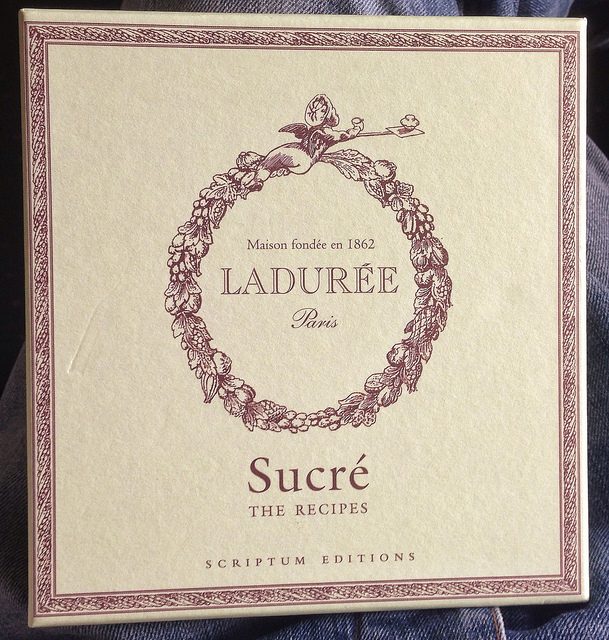 Maison fondée en 1862
LADURÉE
Paris
Sucré
THE RECIPES
SCRIPTUM EDITIONS